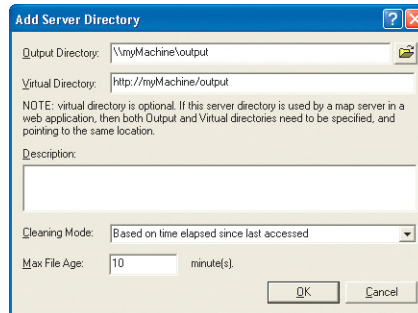 Add Server Directory
Output Directory: \\myMachine\output
Virtual Directory: http://myMachine/output
NOTE: virtual directory is optional. If this server directory is used by a map server in a
web application, then both Output and Virtual directories need to be specified, and
pointing to the same location.
Description:
Cleaning Mode: Based on time elapsed since last accessed
Max File Age: 10 minute(s).
OK Cancel